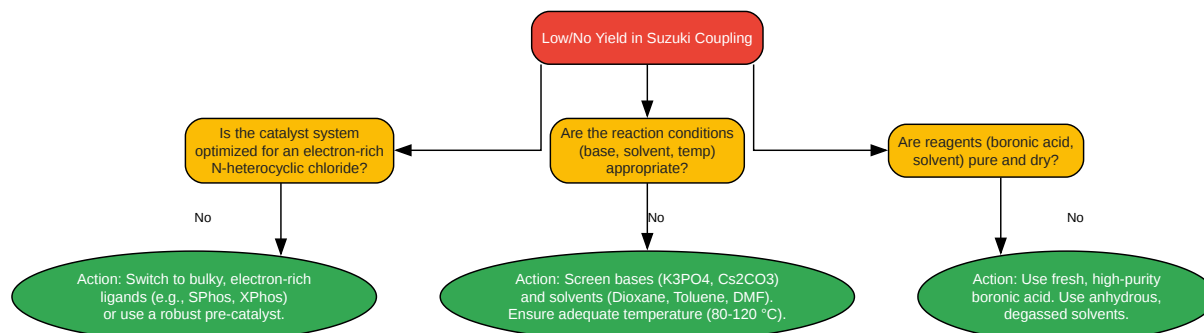 Low/No Yield in Suzuki Coupling
Is the catalyst system
optimized for an electron-rich
N-heterocyclic chloride?
Are the reaction conditions
(base, solvent, temp)
appropriate?
Are reagents (boronic acid,
solvent) pure and dry?
No
No
No
Action: Switch to bulky, electron-rich
ligands (e.g., SPhos, XPhos)
or use a robust pre-catalyst.
Action: Screen bases (K3PO4, Cs2CO3)
and solvents (Dioxane, Toluene, DMF).
Ensure adequate temperature (80-120 °C).
Action: Use fresh, high-purity
boronic acid. Use anhydrous,
degassed solvents.